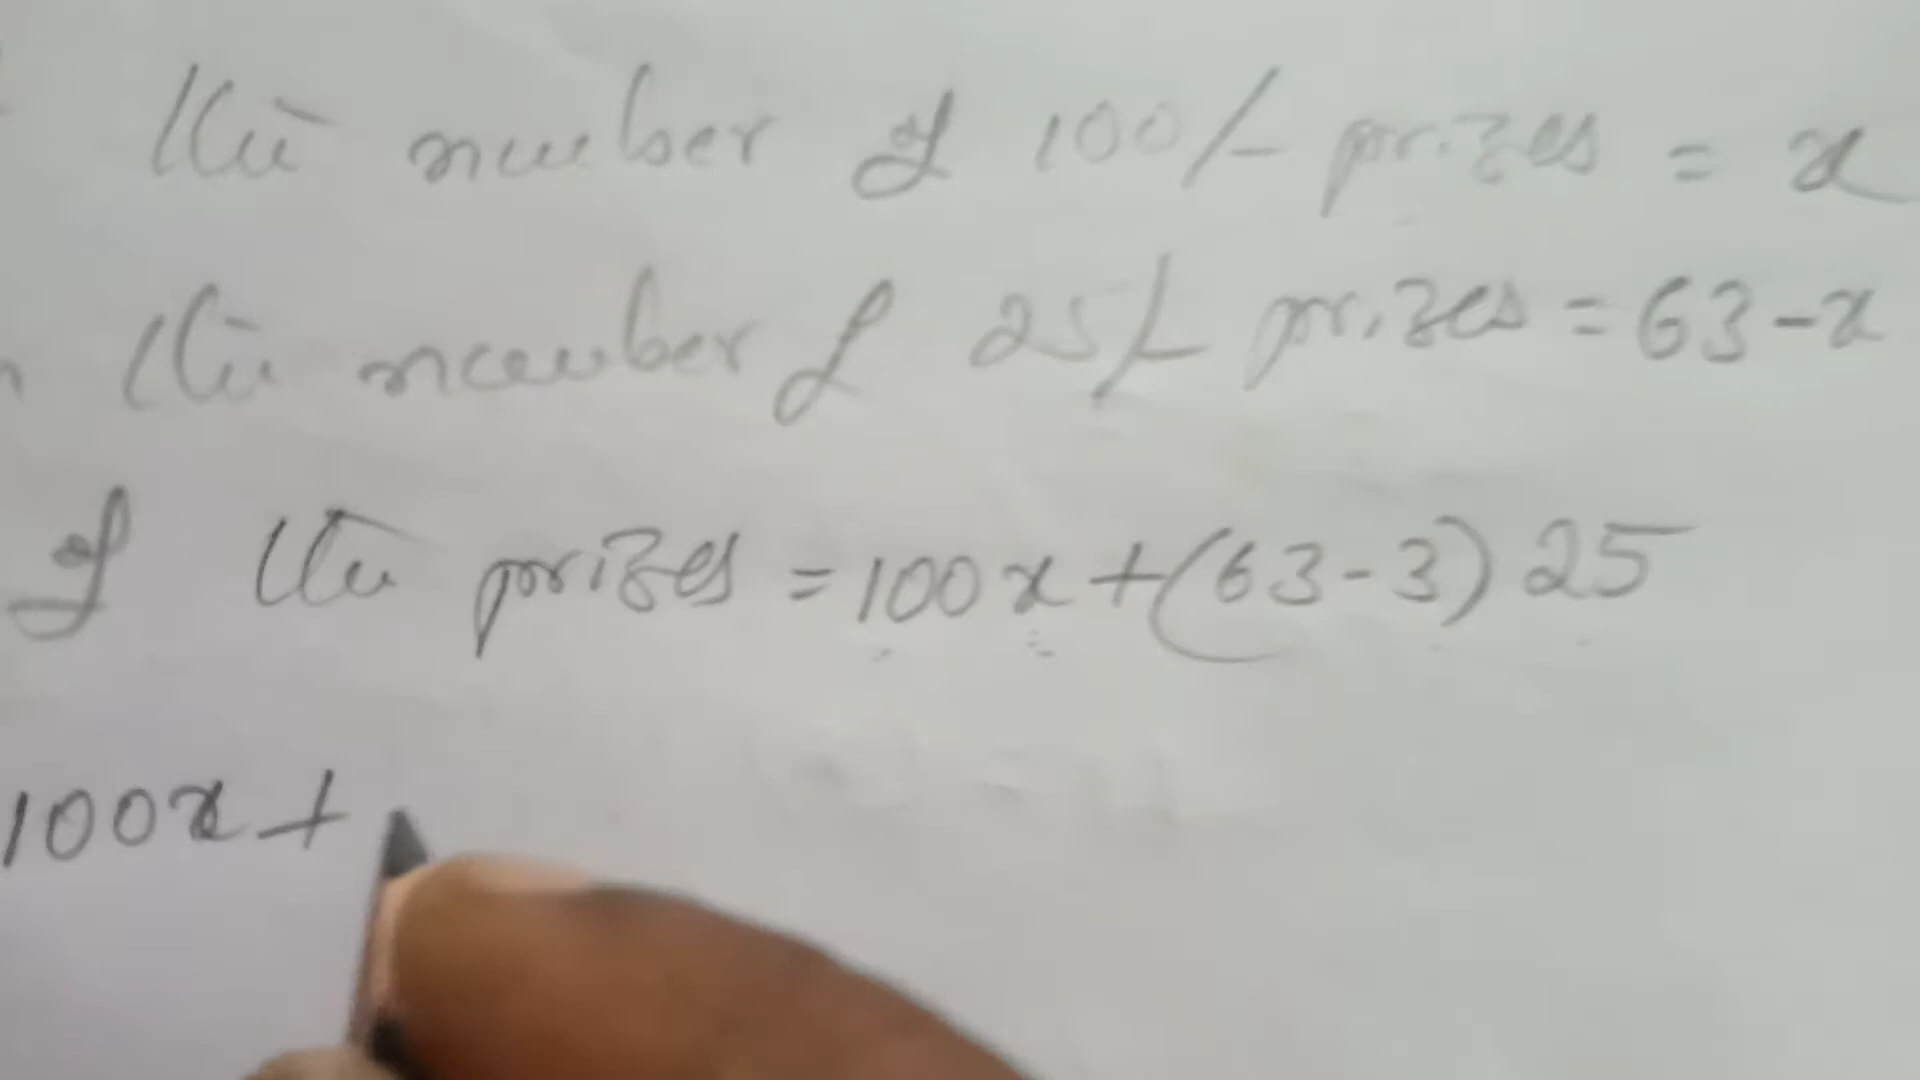 the number of 100/- prizes = x
n the number of 25/- prizes = 63-x
of the prizes = 100x+(63-3)25
100x+